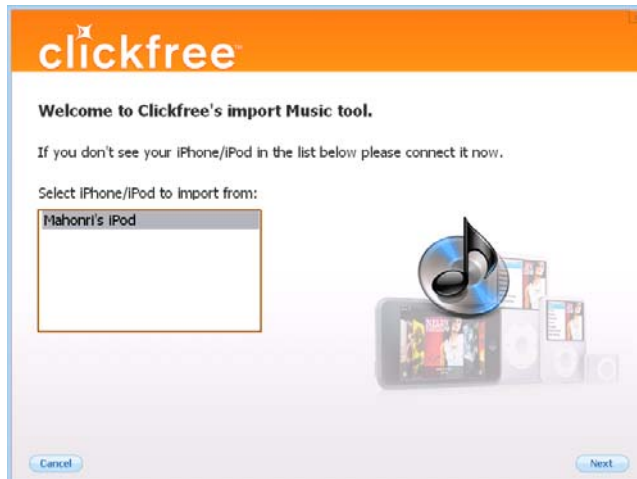 clickfree™
Welcome to Clickfree's import Music tool.
If you don't see your iPhone/iPod in the list below please connect it now.
Select iPhone/iPod to import from:
Mahonri's iPod
Cancel
Next